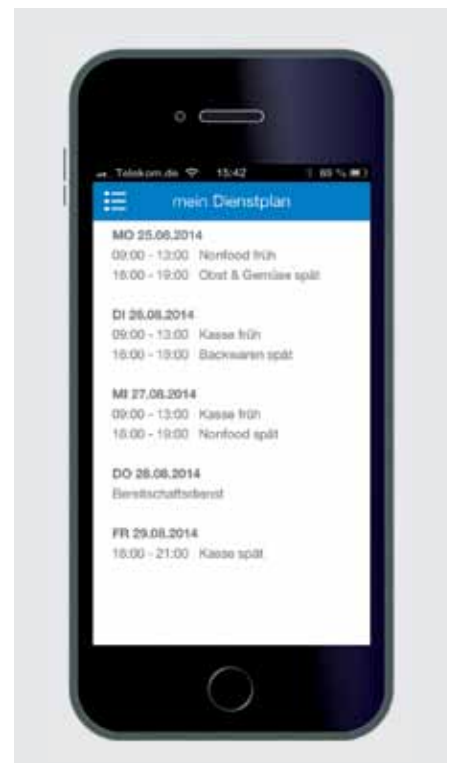 Telekom.de 15:42
mein Dienstplan
MO 25.08.2014
09:00 - 13:00 Nonfood früh
16:00 - 19:00 Obst & Gemüse spät
DI 26.08.2014
09:00 - 13:00 Kasse früh
16:00 - 19:00 Backwaren spät
MI 27.08.2014
09:00 - 13:00 Kasse früh
16:00 - 19:00 Nonfood spät
DO 28.08.2014
Bereitschaftsdienst
FR 29.08.2014
16:00 - 21:00 Kasse spät